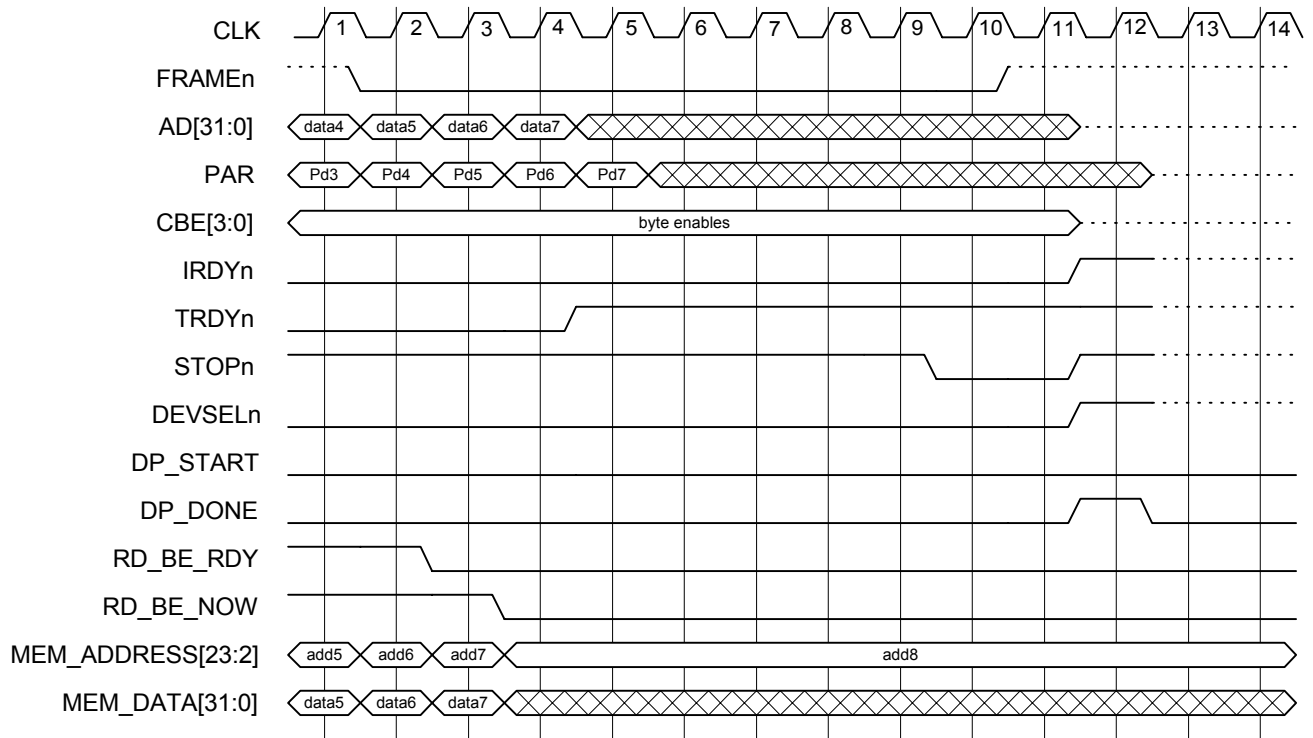 CLK 1 2 3 4 5 6 7 8 9 10 11 12 13 14
FRAMEn
AD[31:0] data4 data5 data6 data7
PAR Pd3 Pd4 Pd5 Pd6 Pd7
CBE[3:0] byte enables
IRDYn
TRDYn
STOPn
DEVSELn
DP_START
DP_DONE
RD_BE_RDY
RD_BE_NOW
MEM_ADDRESS[23:2] add5 add6 add7 add8
MEM_DATA[31:0] data5 data6 data7